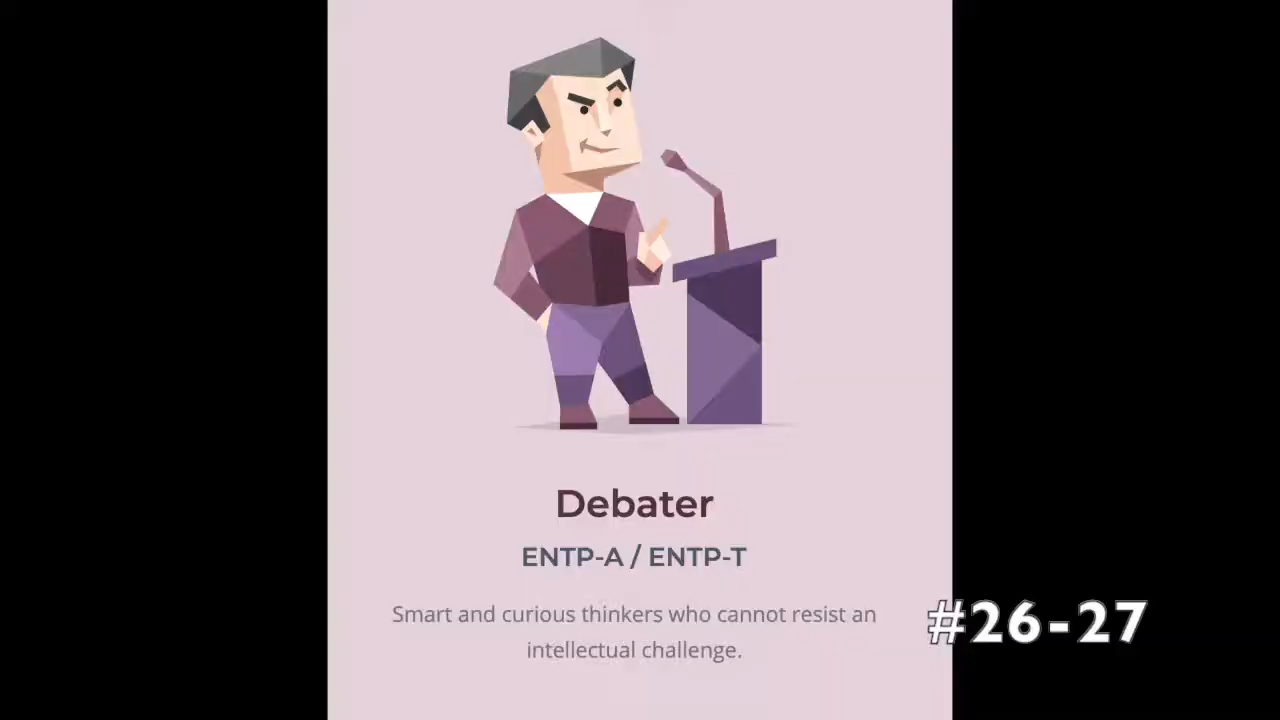 Debater
ENTP-A / ENTP-T
Smart and curious thinkers who cannot resist an
intellectual challenge.
#26-27